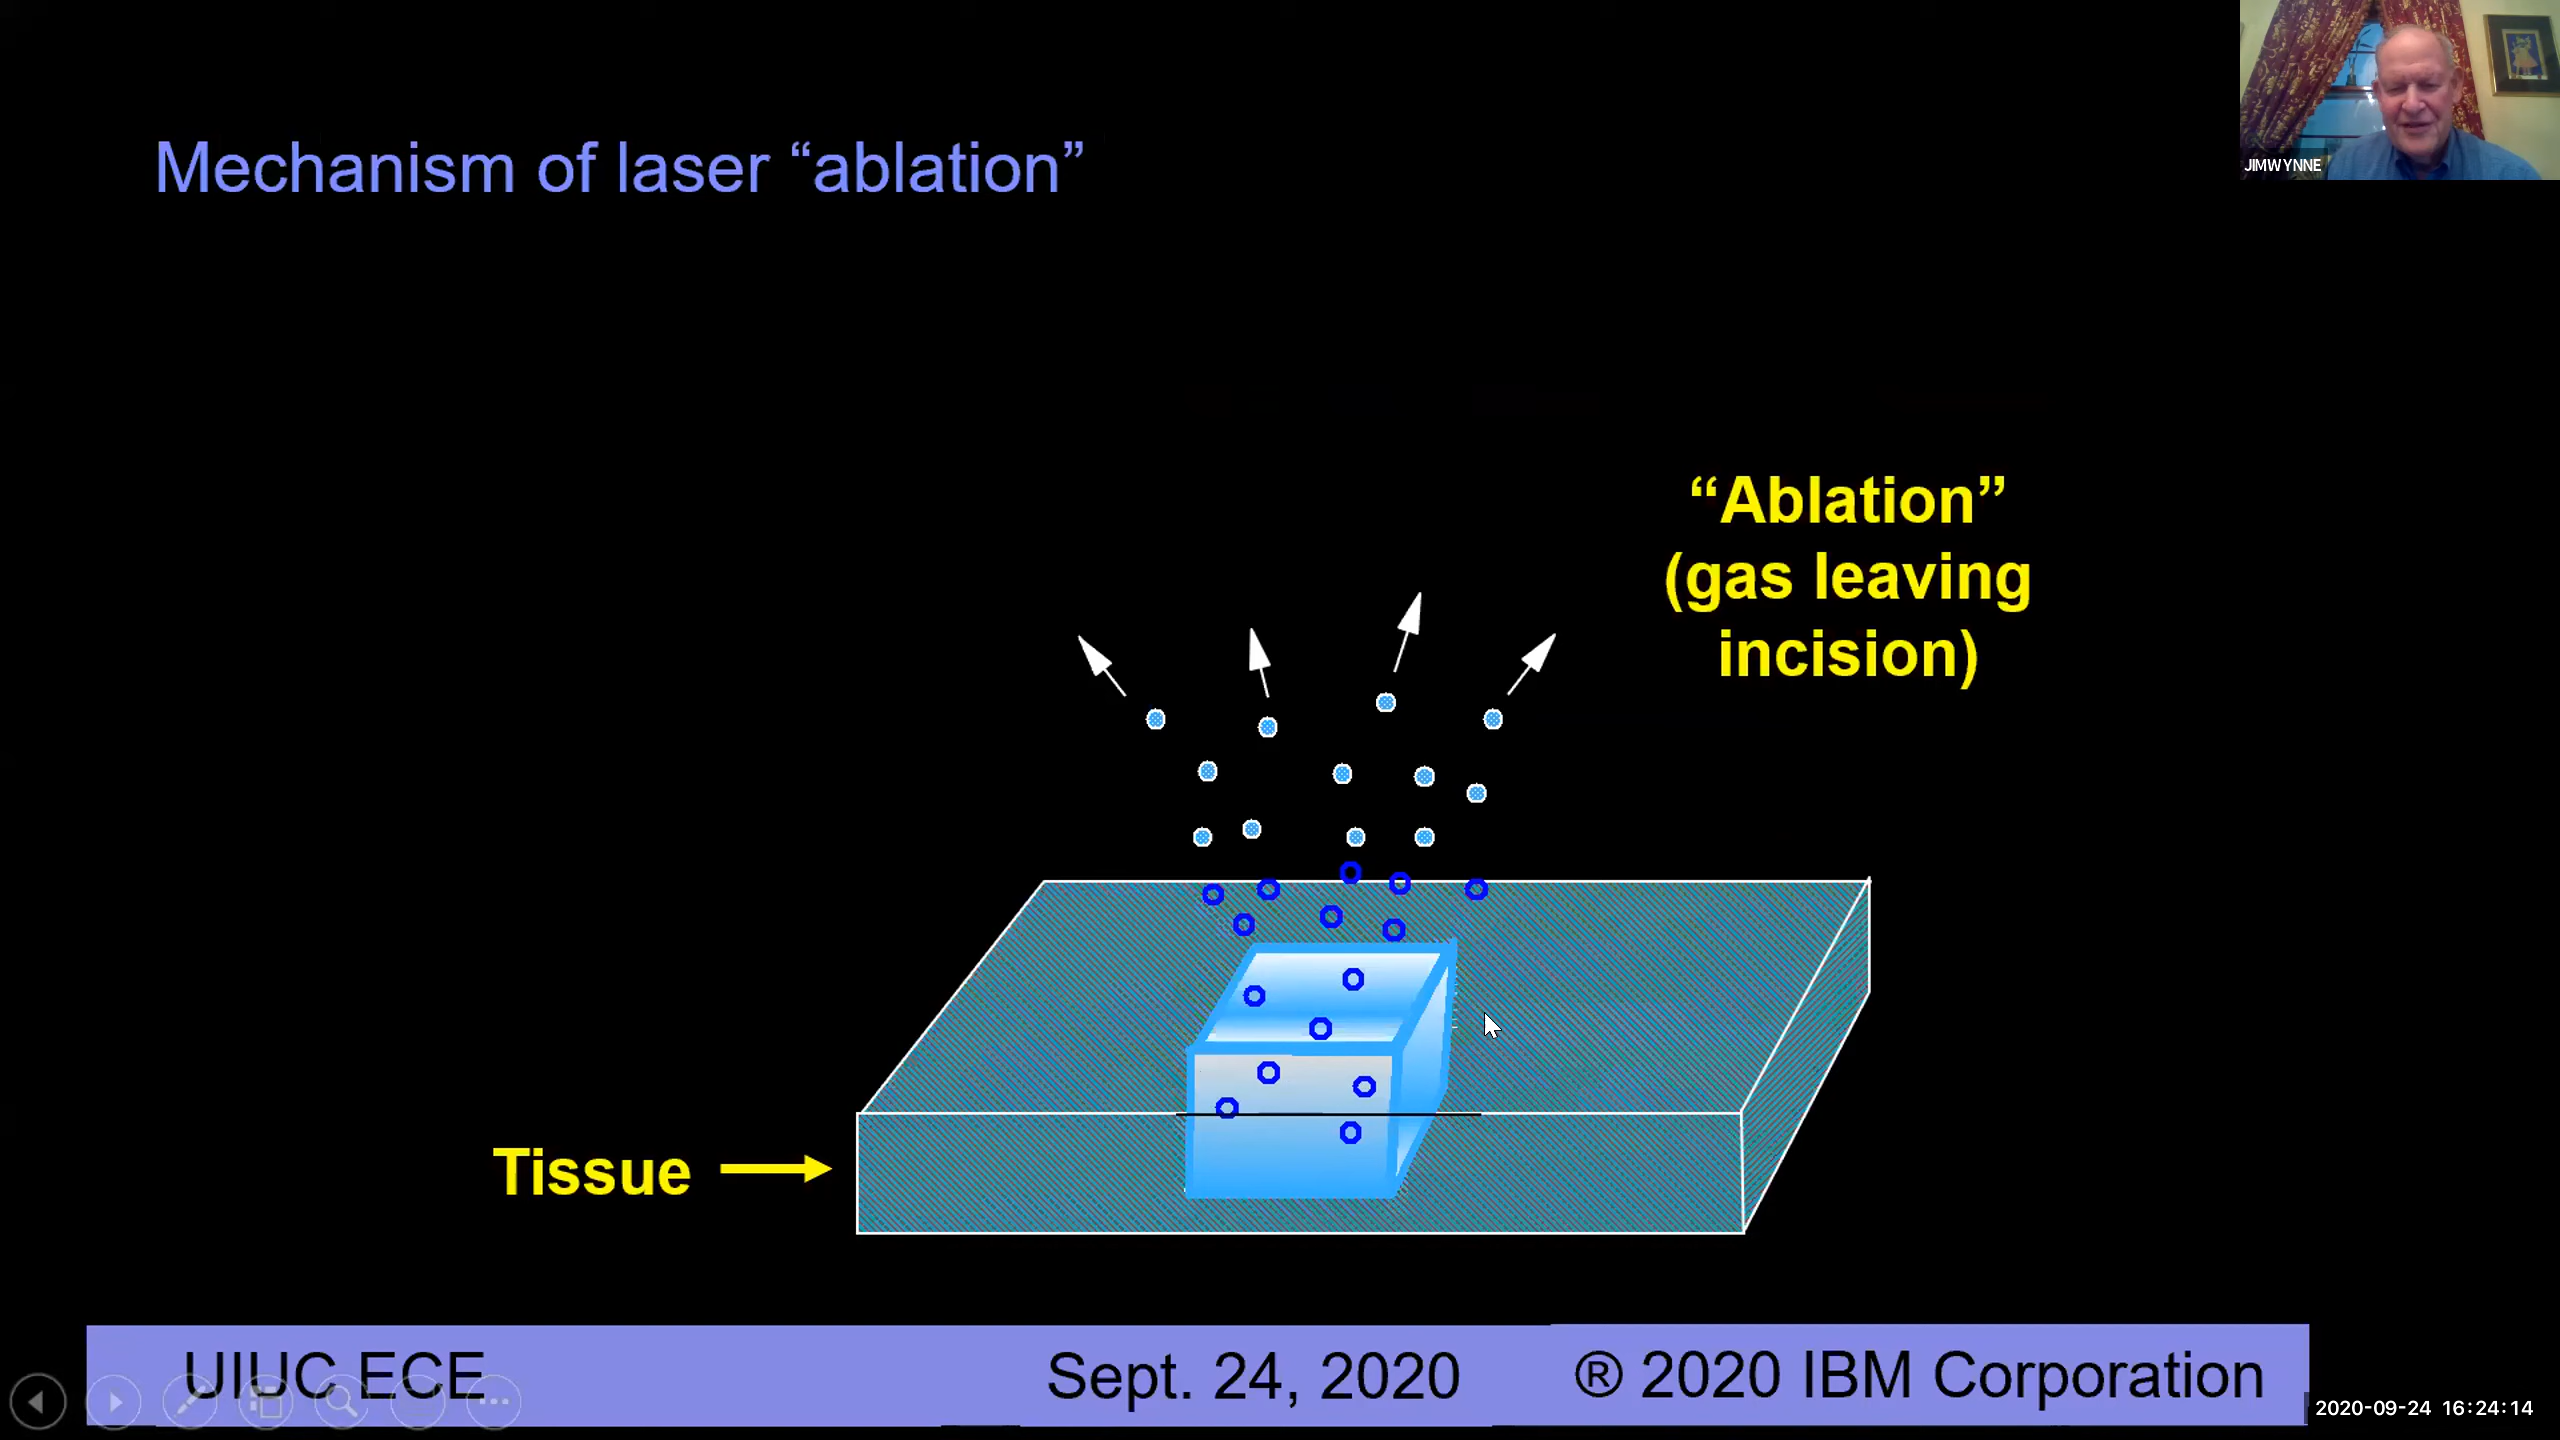 JIMWYNNE
Mechanism of laser “ablation”
“Ablation”
(gas leaving
incision)
Tissue
UIUC ECE
Sept. 24, 2020
® 2020 IBM Corporation
2020-09-24 16:24:14